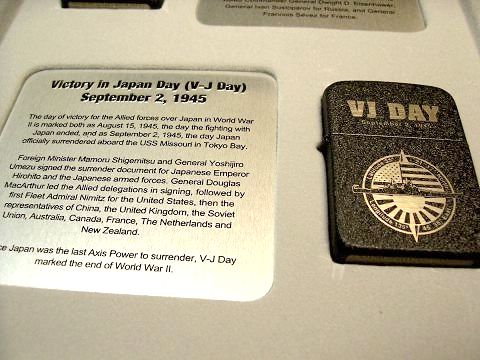 Commander General Dwight D. Eisenhower,
General Ivan Susloparov for Russia, and General
Francois Sevez for France.
Victory in Japan Day (V-J Day)
September 2, 1945
The day of victory for the Allied forces over Japan in World War
II is marked both as August 15, 1945, the day the fighting with
Japan ended, and as September 2, 1945, the day Japan
officially surrendered aboard the USS Missouri in Tokyo Bay.
Foreign Minister Mamoru Shigemitsu and General Yoshijiro
Umezu signed the surrender document for Japanese Emperor
Hirohito and the Japanese armed forces. General Douglas
MacArthur led the Allied delegations in signing, followed by
first Fleet Admiral Nimitz for the United States, then the
representatives of China, the United Kingdom, the Soviet
Union, Australia, Canada, France, The Netherlands and
New Zealand.
ce Japan was the last Axis Power to surrender, V-J Day
marked the end of World War II.
VJ DAY
September 2, 1945